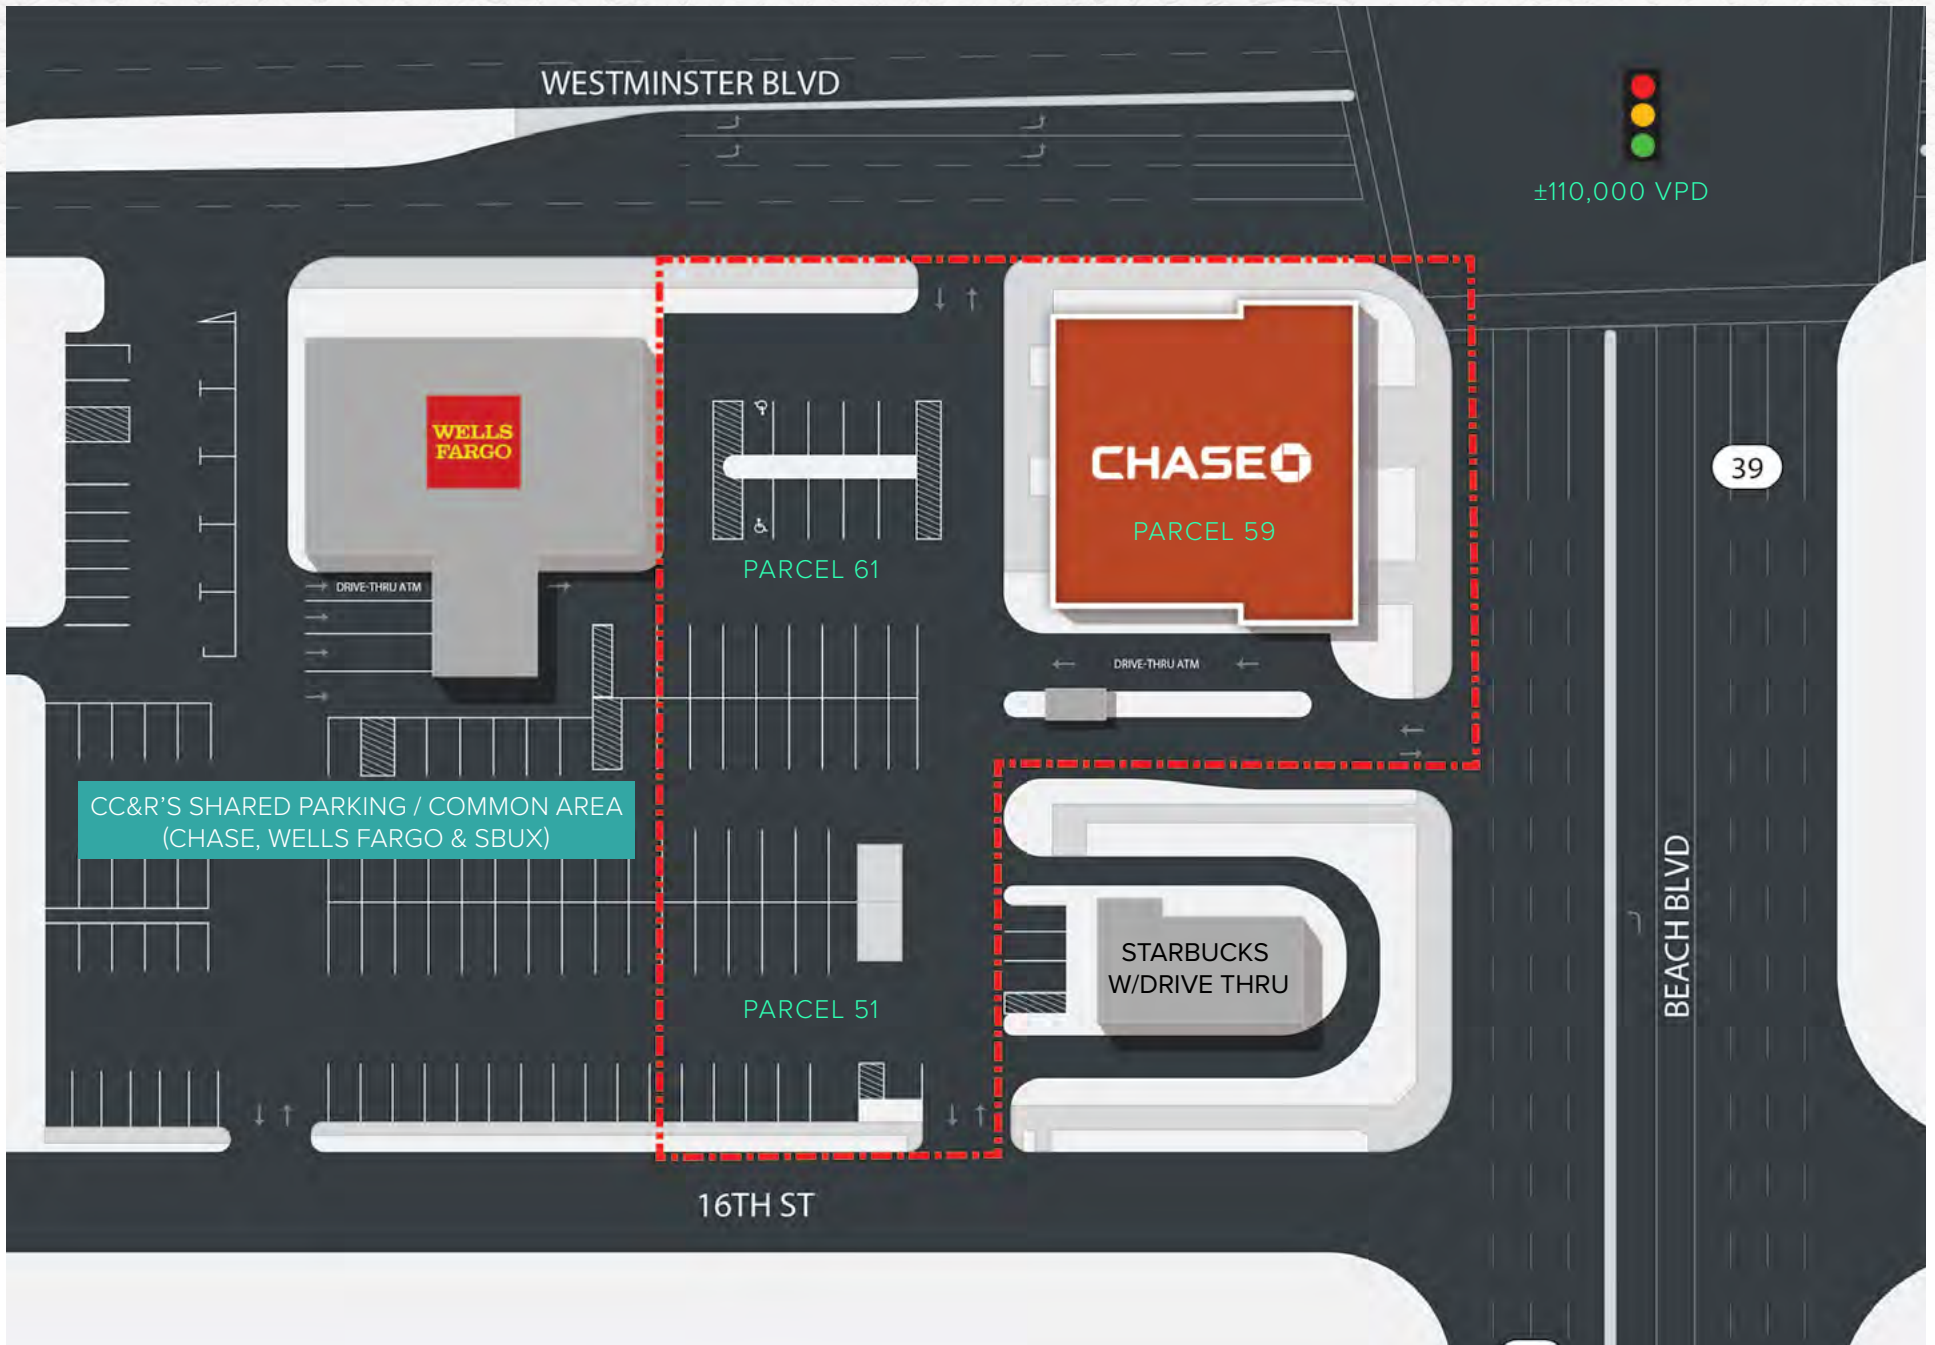 WESTMINSTER BLVD
±110,000 VPD
WELLS
FARGO
CHASE
39
PARCEL 59
PARCEL 61
DRIVE-THRU ATM
DRIVE-THRU ATM
CC&R'S SHARED PARKING / COMMON AREA
(CHASE, WELLS FARGO & SBUX)
STARBUCKS
W/DRIVE THRU
BEACH BLVD
PARCEL 51
16TH ST